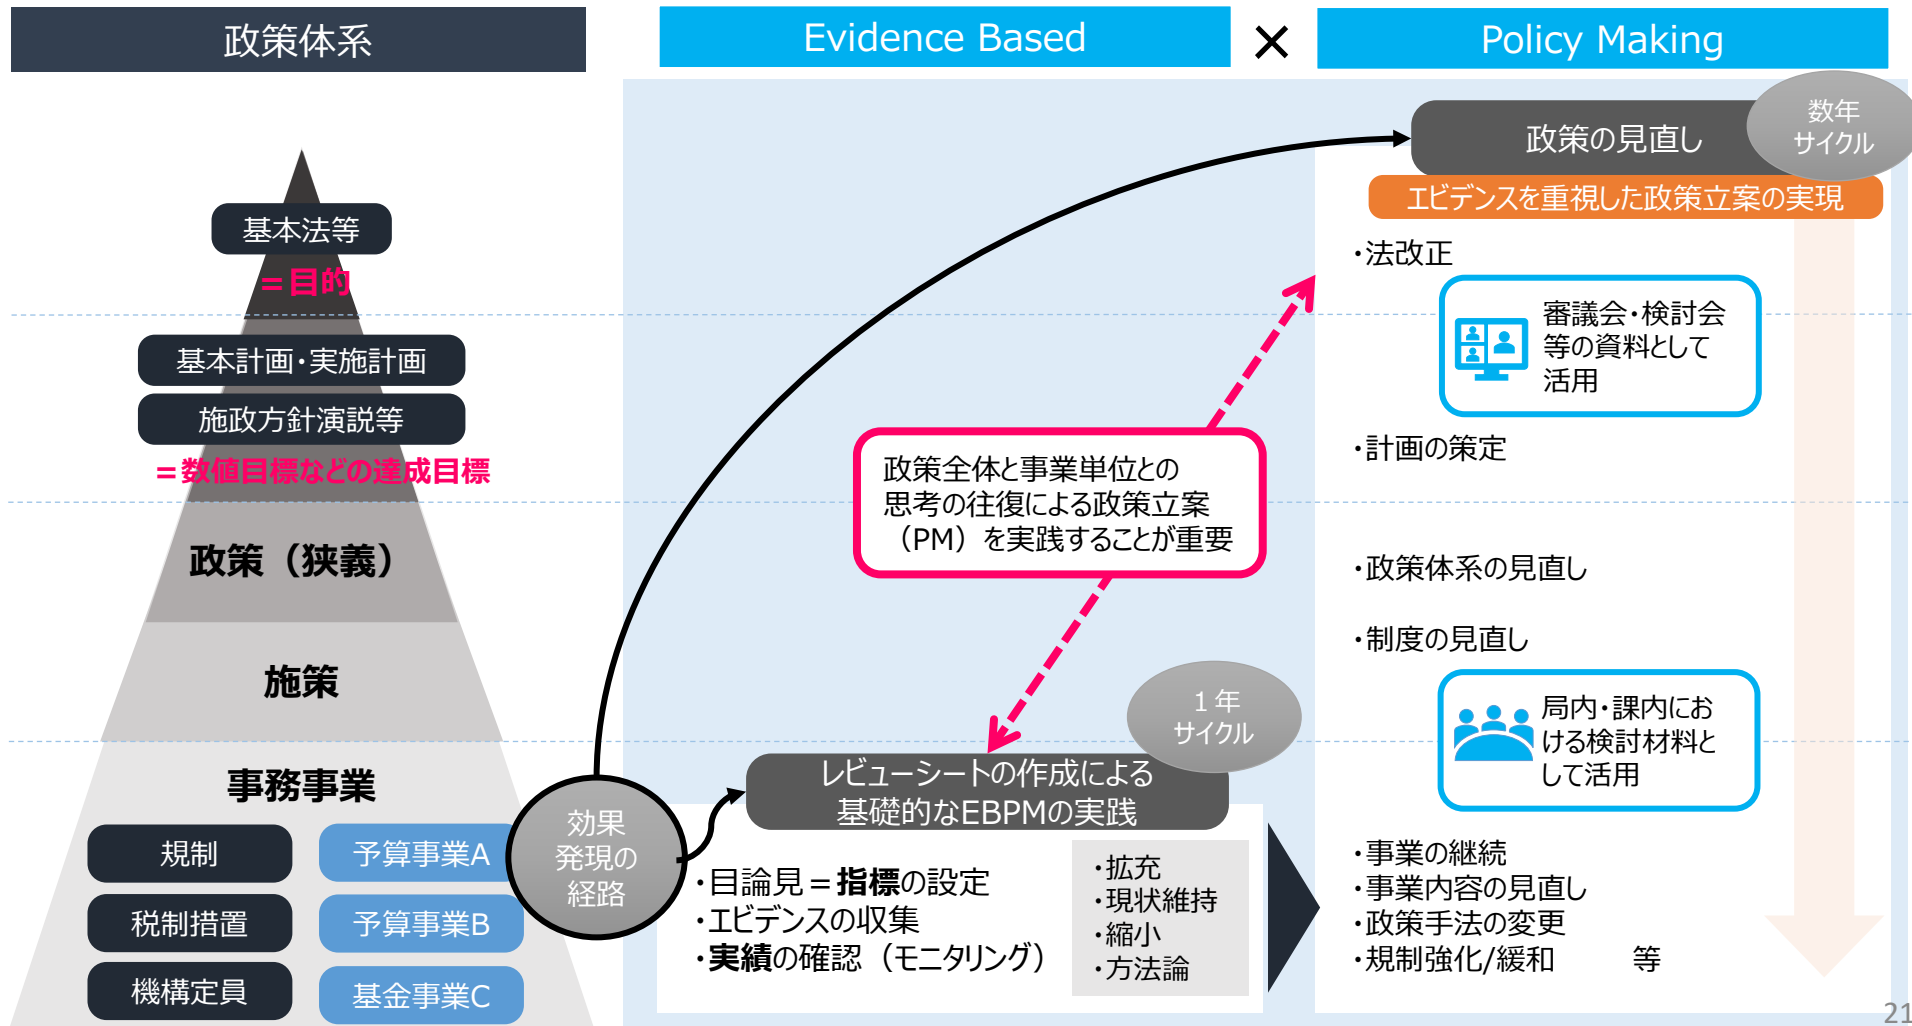 政策体系
Evidence Based
×
Policy Making
基本法等
＝目的
基本計画・実施計画
施政方針演説等
＝数値目標などの達成目標
政策（狭義）
施策
事務事業
規制
予算事業A
税制措置
予算事業B
機構定員
基金事業C
効果
発現の
経路
政策全体と事業単位との
思考の往復による政策立案
（PM）を実践することが重要
１年
サイクル
レビューシートの作成による
基礎的なEBPMの実践
・目論見＝指標の設定
・エビデンスの収集
・実績の確認（モニタリング）
・拡充
・現状維持
・縮小
・方法論
数年
サイクル
政策の見直し
エビデンスを重視した政策立案の実現
・法改正
審議会・検討会
等の資料として
活用
・計画の策定
・政策体系の見直し
・制度の見直し
局内・課内にお
ける検討材料と
して活用
・事業の継続
・事業内容の見直し
・政策手法の変更
・規制強化/緩和　　等
21